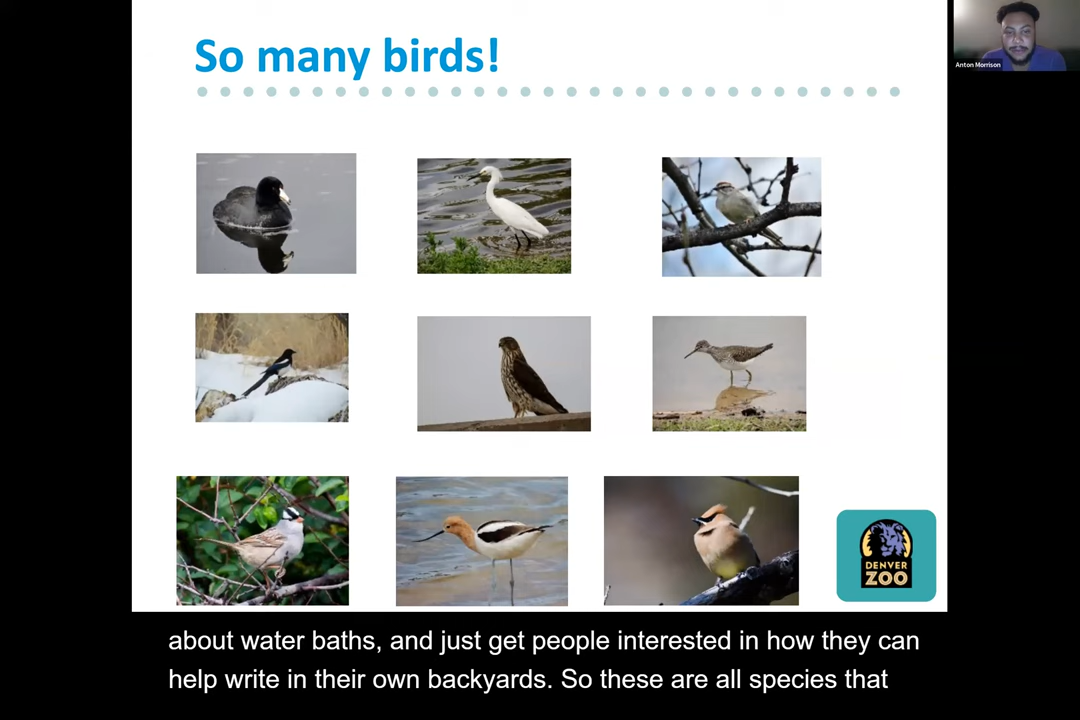 So many birds!
Anton Morrison
DENVER
ZOO
about water baths, and just get people interested in how they can
help write in their own backyards. So these are all species that